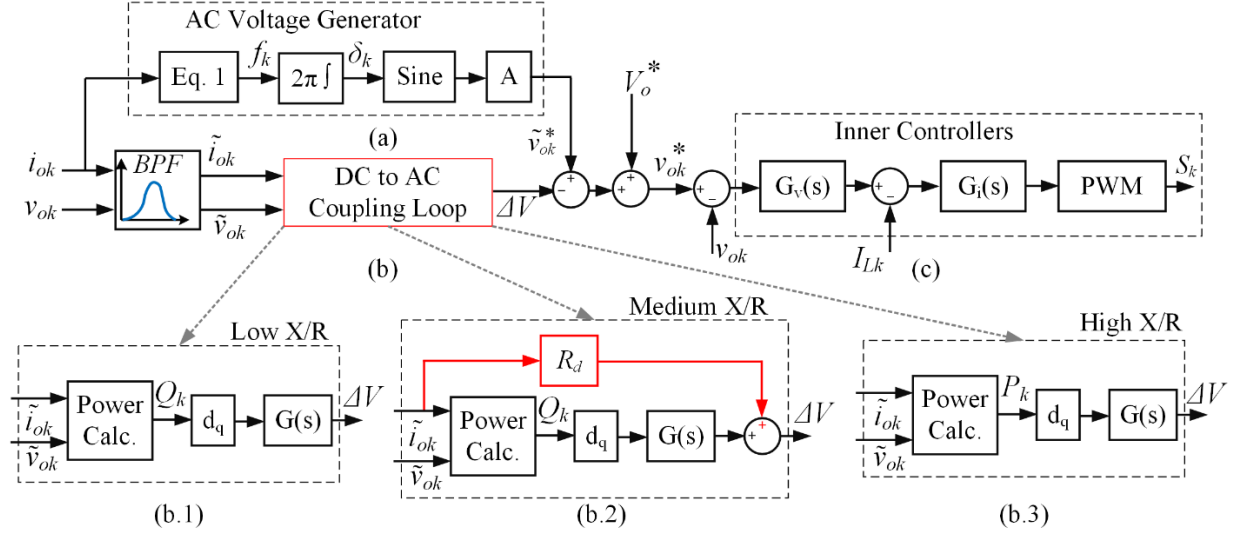 AC Voltage Generator
Eq. 1
f_k
2π ∫
δ_k
Sine
A
(a)
ṽ_ok^*
V_o^*
i_ok
v_ok
BPF
ĩ_ok
ṽ_ok
DC to AC
Coupling Loop
ΔV
(b)
+
-
+
+
v_ok^*
+
-
v_ok
Inner Controllers
G_v(s)
+
-
I_Lk
G_i(s)
PWM
S_k
(c)
Low X/R
ĩ_ok
ṽ_ok
Power
Calc.
Q_k
d_q
G(s)
ΔV
(b.1)
Medium X/R
R_d
ĩ_ok
ṽ_ok
Power
Calc.
Q_k
d_q
G(s)
+
+
ΔV
(b.2)
High X/R
ĩ_ok
ṽ_ok
Power
Calc.
P_k
d_q
G(s)
ΔV
(b.3)